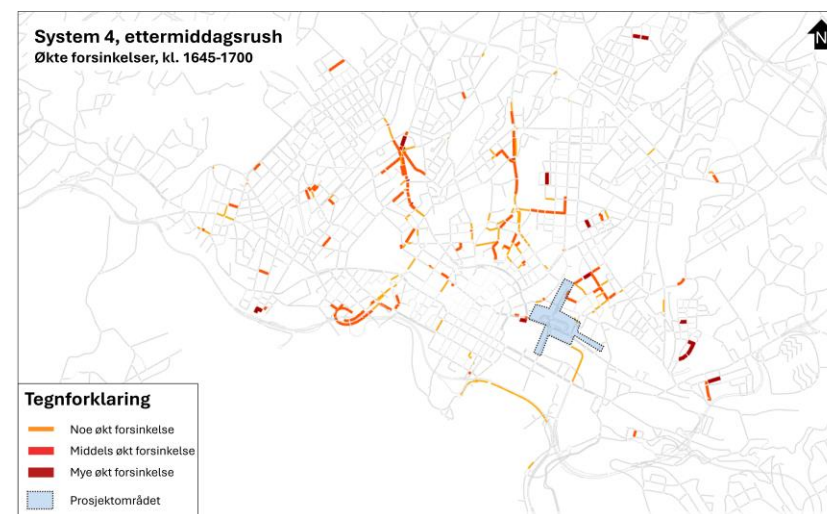 System 4, ettermiddagsrush
Økte forsinkelser, kl. 1645-1700
N
Tegnforklaring
Noe økt forsinkelse
Middels økt forsinkelse
Mye økt forsinkelse
Prosjektområdet